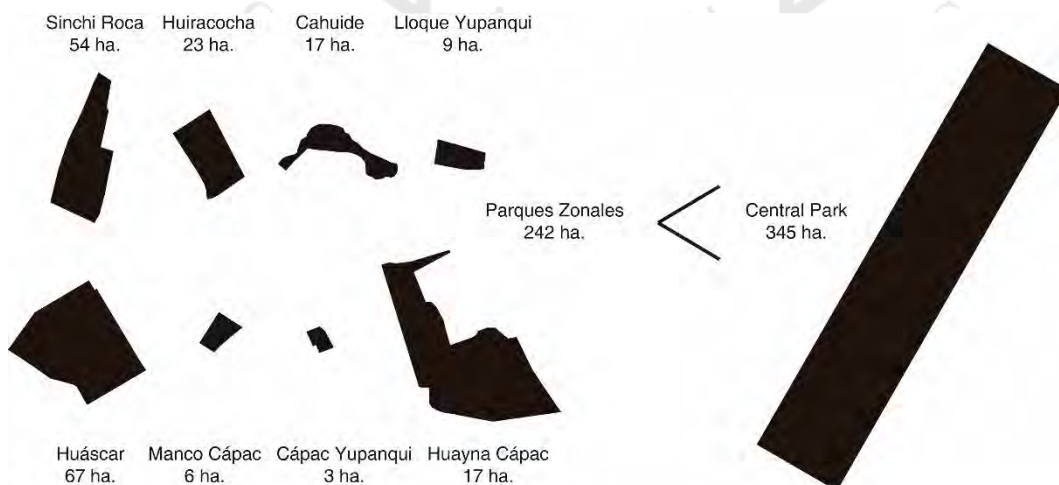 Sinchi Roca
54 ha.
Huiracocha
23 ha.
Cahuide
17 ha.
Lloque Yupanqui
9 ha.
Parques Zonales
242 ha.
Central Park
345 ha.
Huáscar
67 ha.
Manco Cápac
6 ha.
Cápac Yupanqui
3 ha.
Huayna Cápac
17 ha.